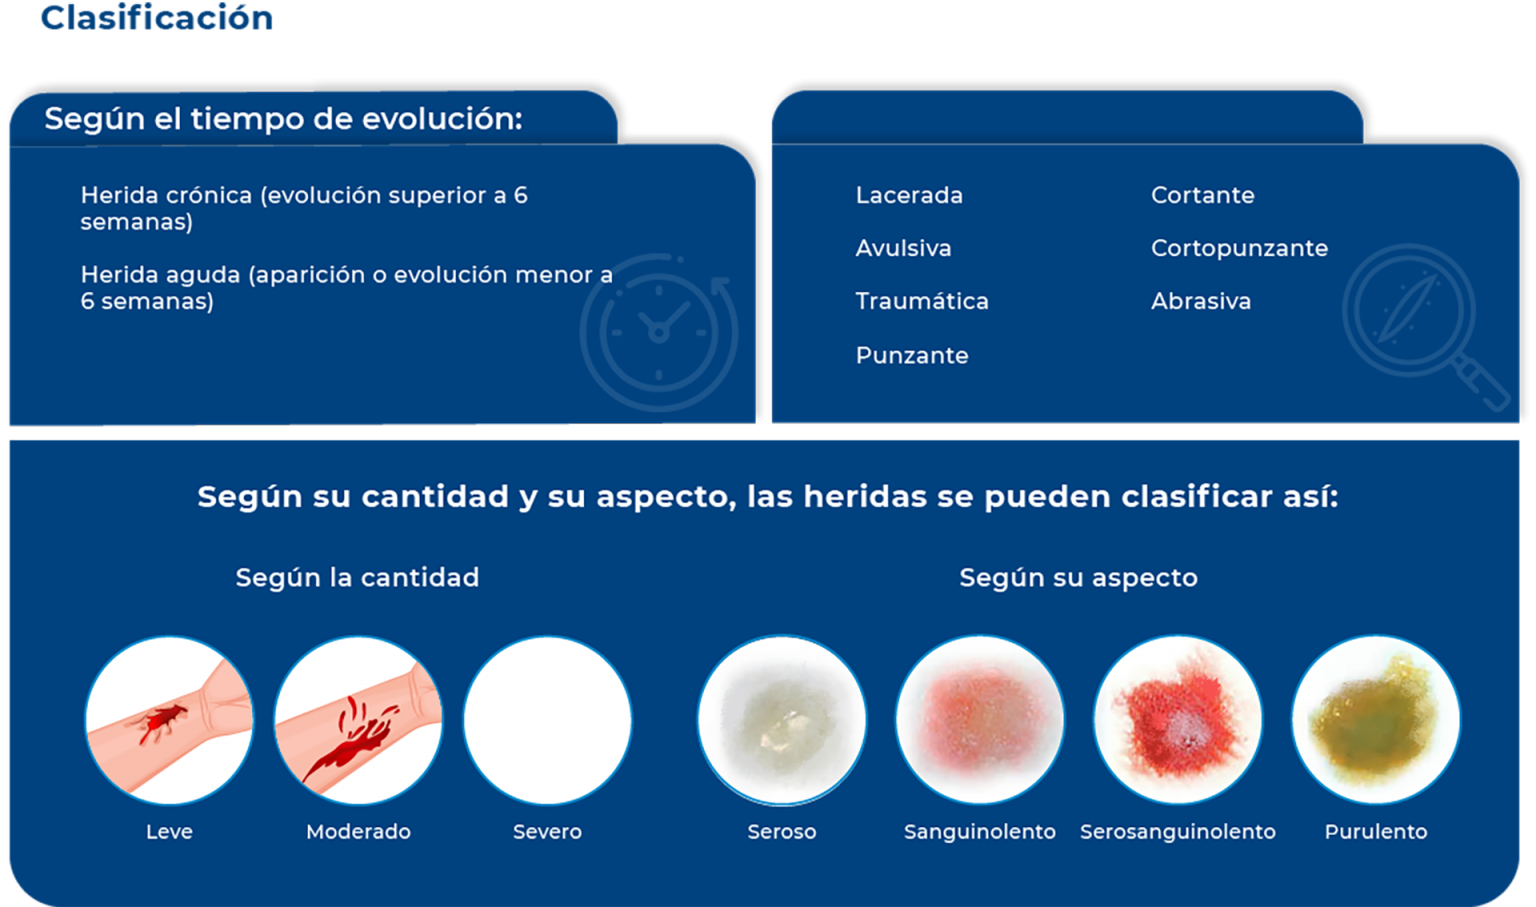 Clasificación
Según el tiempo de evolución:
Herida crónica (evolución superior a 6
semanas)
Herida aguda (aparición o evolución menor a
6 semanas)
Lacerada
Avulsiva
Traumática
Punzante
Cortante
Cortopunzante
Abrasiva
Según su cantidad y su aspecto, las heridas se pueden clasificar así:
Según la cantidad
Leve
Moderado
Severo
Según su aspecto
Seroso
Sanguinolento
Serosanguinolento
Purulento